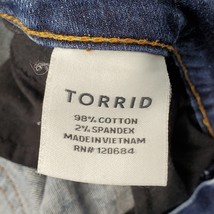 TORRID
98% COTTON
2% SPANDEX
MADE IN VIETNAM
RN# 120684